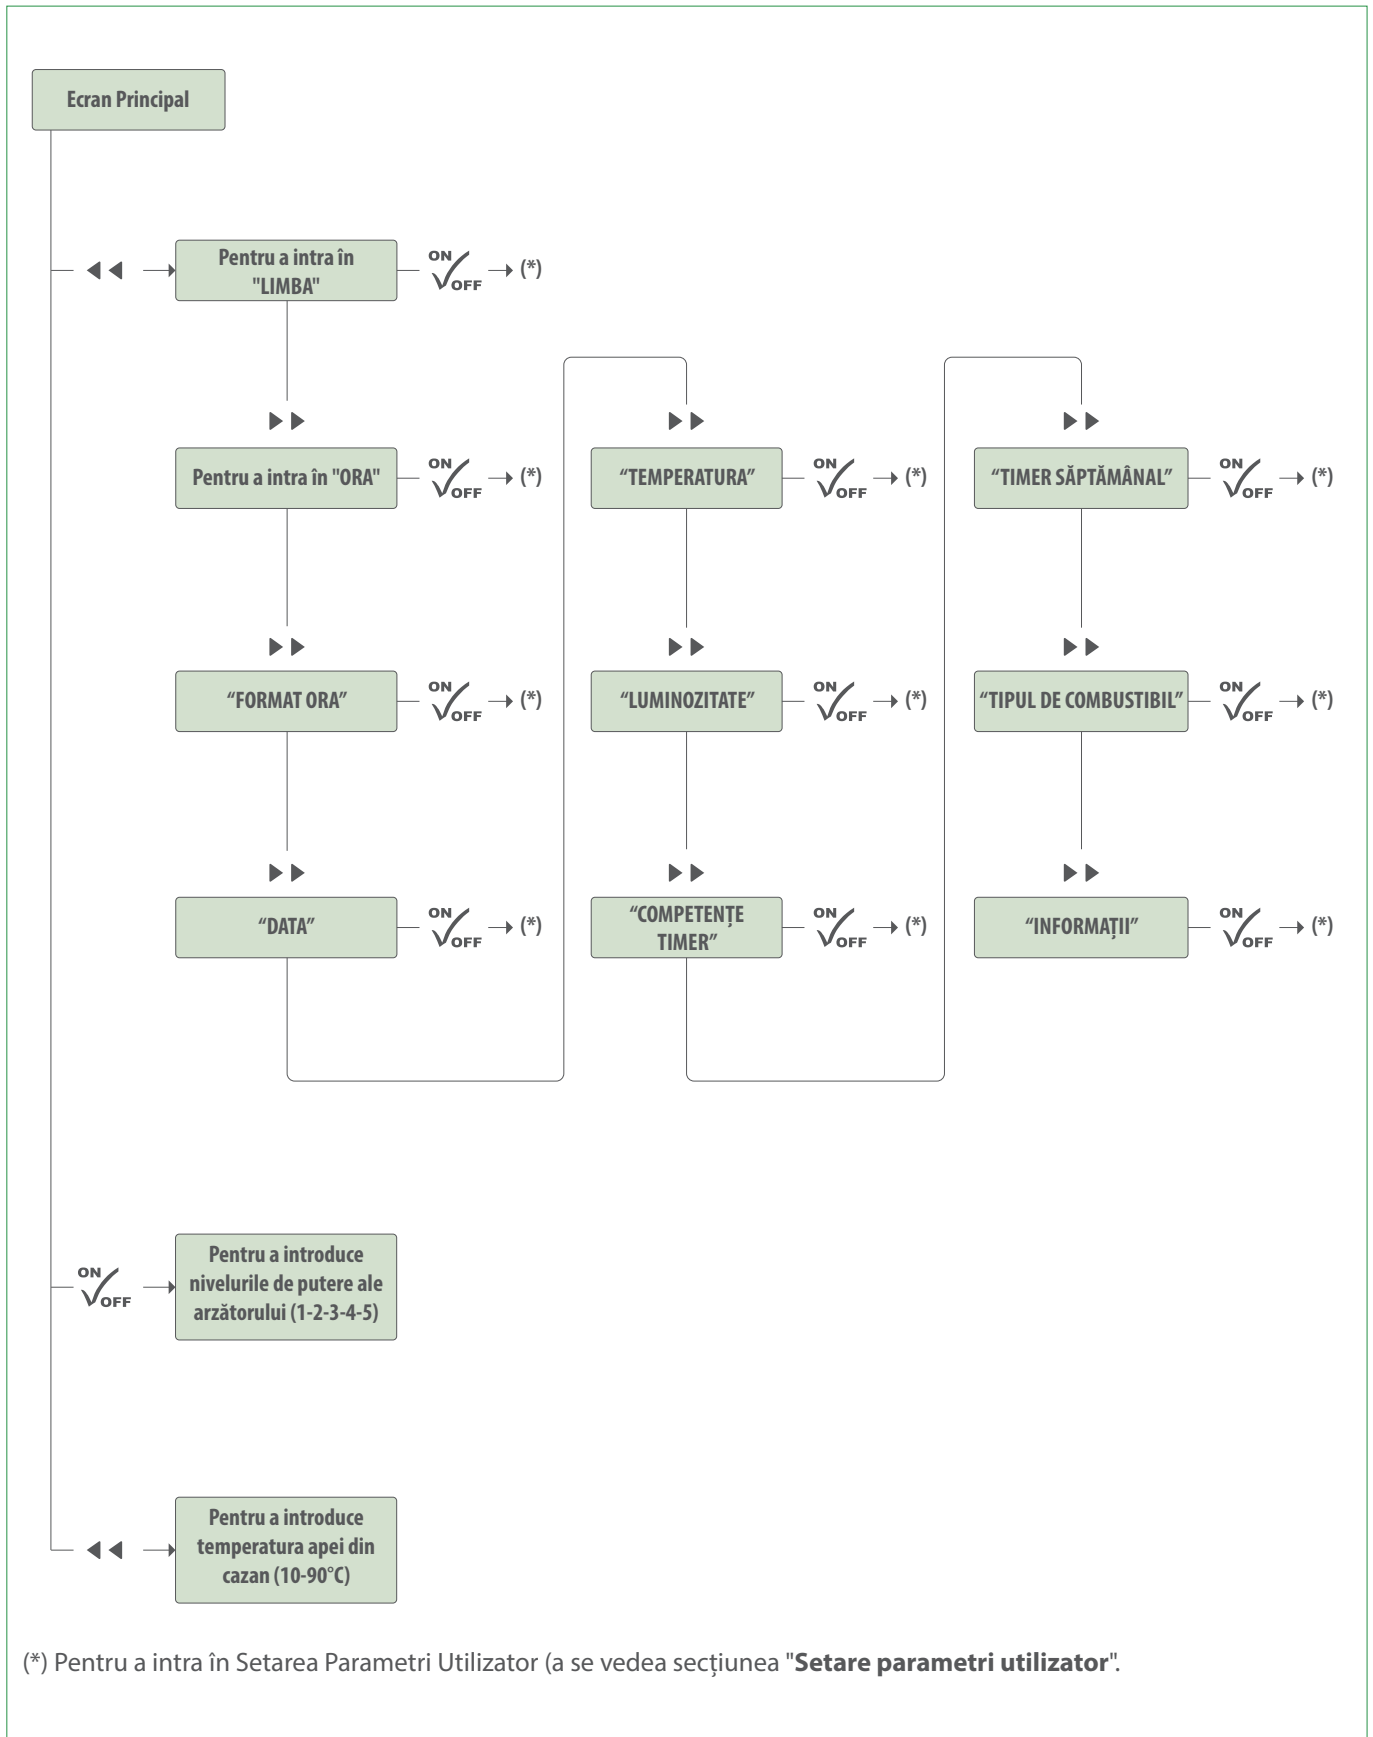 Ecran Principal
Pentru a intra în
"LIMBA"
ON
OFF
(*)
Pentru a intra în "ORA"
ON
OFF
(*)
“FORMAT ORA”
ON
OFF
(*)
“DATA”
ON
OFF
(*)
“TEMPERATURA”
ON
OFF
(*)
“LUMINOZITATE”
ON
OFF
(*)
“COMPETENȚE
TIMER”
ON
OFF
(*)
“TIMER SĂPTĂMÂNAL”
ON
OFF
(*)
“TIPUL DE COMBUSTIBIL”
ON
OFF
(*)
“INFORMAȚII”
ON
OFF
(*)
ON
OFF
Pentru a introduce
nivelurile de putere ale
arzătorului (1-2-3-4-5)
Pentru a introduce
temperatura apei din
cazan (10-90°C)
(*) Pentru a intra în Setarea Parametri Utilizator (a se vedea secțiunea "Setare parametri utilizator".